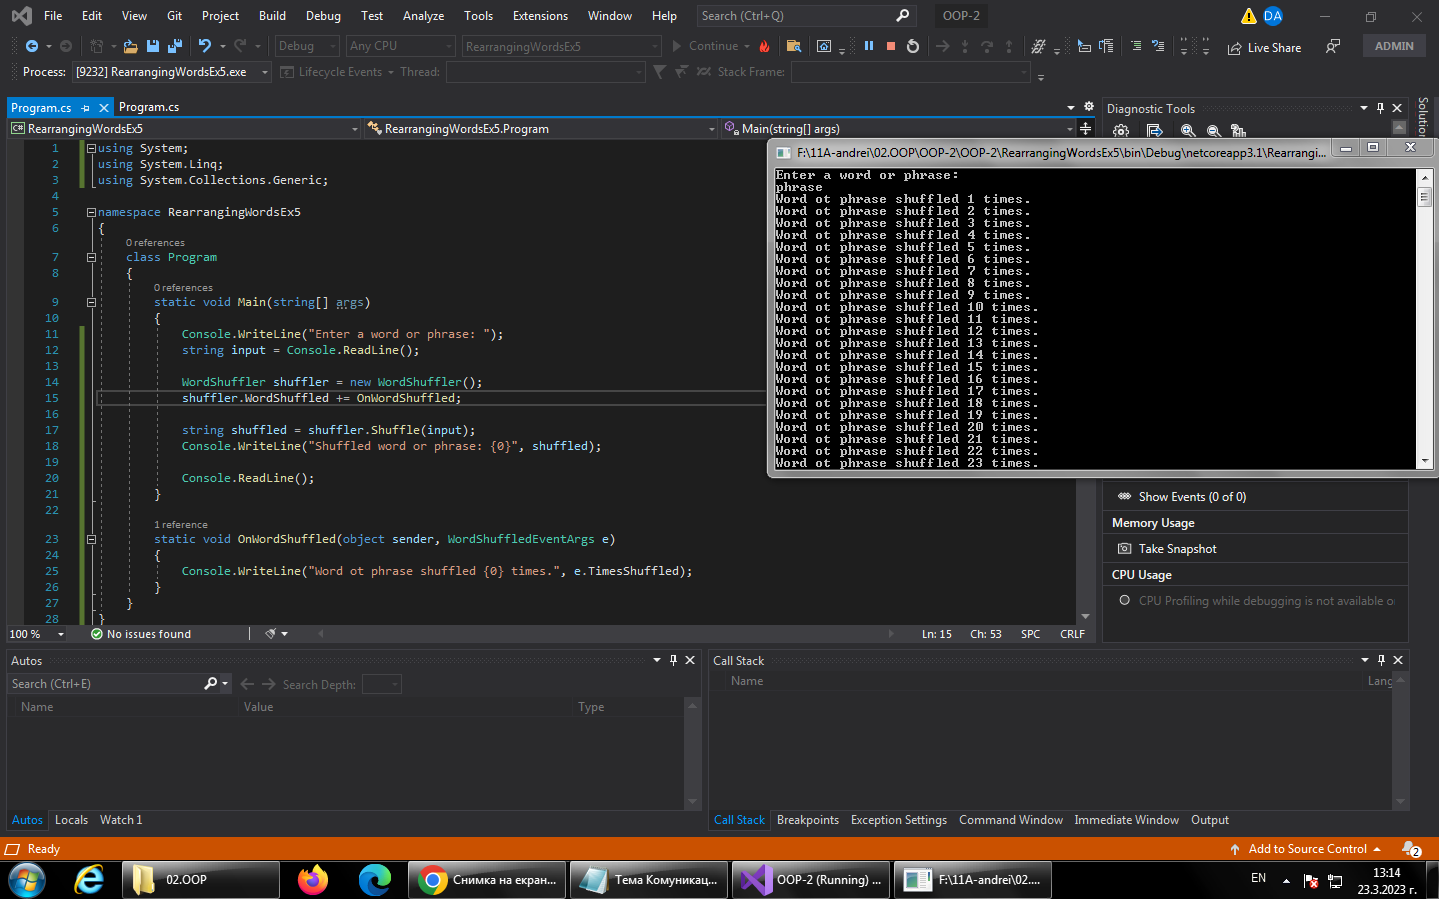 File Edit View Git Project Build Debug Test Analyze Tools Extensions Window Help Search (Ctrl+Q) OOP-2 DA
Debug Any CPU RearrangingWordsEx5 Continue Live Share ADMIN
Process: [9232] RearrangingWordsEx5.exe Lifecycle Events Thread: Stack Frame:
Program.cs Program.cs
RearrangingWordsEx5 RearrangingWordsEx5.Program Main(string[] args)
1 using System;
2 using System.Linq;
3 using System.Collections.Generic;
4
5 namespace RearrangingWordsEx5
6 {
0 references
7 class Program
8 {
0 references
9 static void Main(string[] args)
10 {
11 Console.WriteLine("Enter a word or phrase: ");
12 string input = Console.ReadLine();
13
14 WordShuffler shuffler = new WordShuffler();
15 shuffler.WordShuffled += OnWordShuffled;
16
17 string shuffled = shuffler.Shuffle(input);
18 Console.WriteLine("Shuffled word or phrase: {0}", shuffled);
19
20 Console.ReadLine();
21 }
22
1 reference
23 static void OnWordShuffled(object sender, WordShuffledEventArgs e)
24 {
25 Console.WriteLine("Word ot phrase shuffled {0} times.", e.TimesShuffled);
26 }
27 }
28 }
100 % No issues found Ln: 15 Ch: 53 SPC CRLF
Diagnostic Tools
Solution
F:\11A-andrei\02.OOP\OOP-2\OOP-2\RearrangingWordsEx5\bin\Debug\netcoreapp3.1\Rearrangi...
Enter a word or phrase:
phrase
Word ot phrase shuffled 1 times.
Word ot phrase shuffled 2 times.
Word ot phrase shuffled 3 times.
Word ot phrase shuffled 4 times.
Word ot phrase shuffled 5 times.
Word ot phrase shuffled 6 times.
Word ot phrase shuffled 7 times.
Word ot phrase shuffled 8 times.
Word ot phrase shuffled 9 times.
Word ot phrase shuffled 10 times.
Word ot phrase shuffled 11 times.
Word ot phrase shuffled 12 times.
Word ot phrase shuffled 13 times.
Word ot phrase shuffled 14 times.
Word ot phrase shuffled 15 times.
Word ot phrase shuffled 16 times.
Word ot phrase shuffled 17 times.
Word ot phrase shuffled 18 times.
Word ot phrase shuffled 19 times.
Word ot phrase shuffled 20 times.
Word ot phrase shuffled 21 times.
Word ot phrase shuffled 22 times.
Word ot phrase shuffled 23 times.
Show Events (0 of 0)
Memory Usage
Take Snapshot
CPU Usage
CPU Profiling while debugging is not available o
Autos
Search (Ctrl+E) Search Depth:
Name Value Type
Autos Locals Watch 1
Call Stack
Name Lang
Call Stack Breakpoints Exception Settings Command Window Immediate Window Output
Ready Add to Source Control 2
02.OOP Снимка на екран... Тема Комуникац... OOP-2 (Running) ... F:\11A-andrei\02.... EN 13:14
23.3.2023 г.